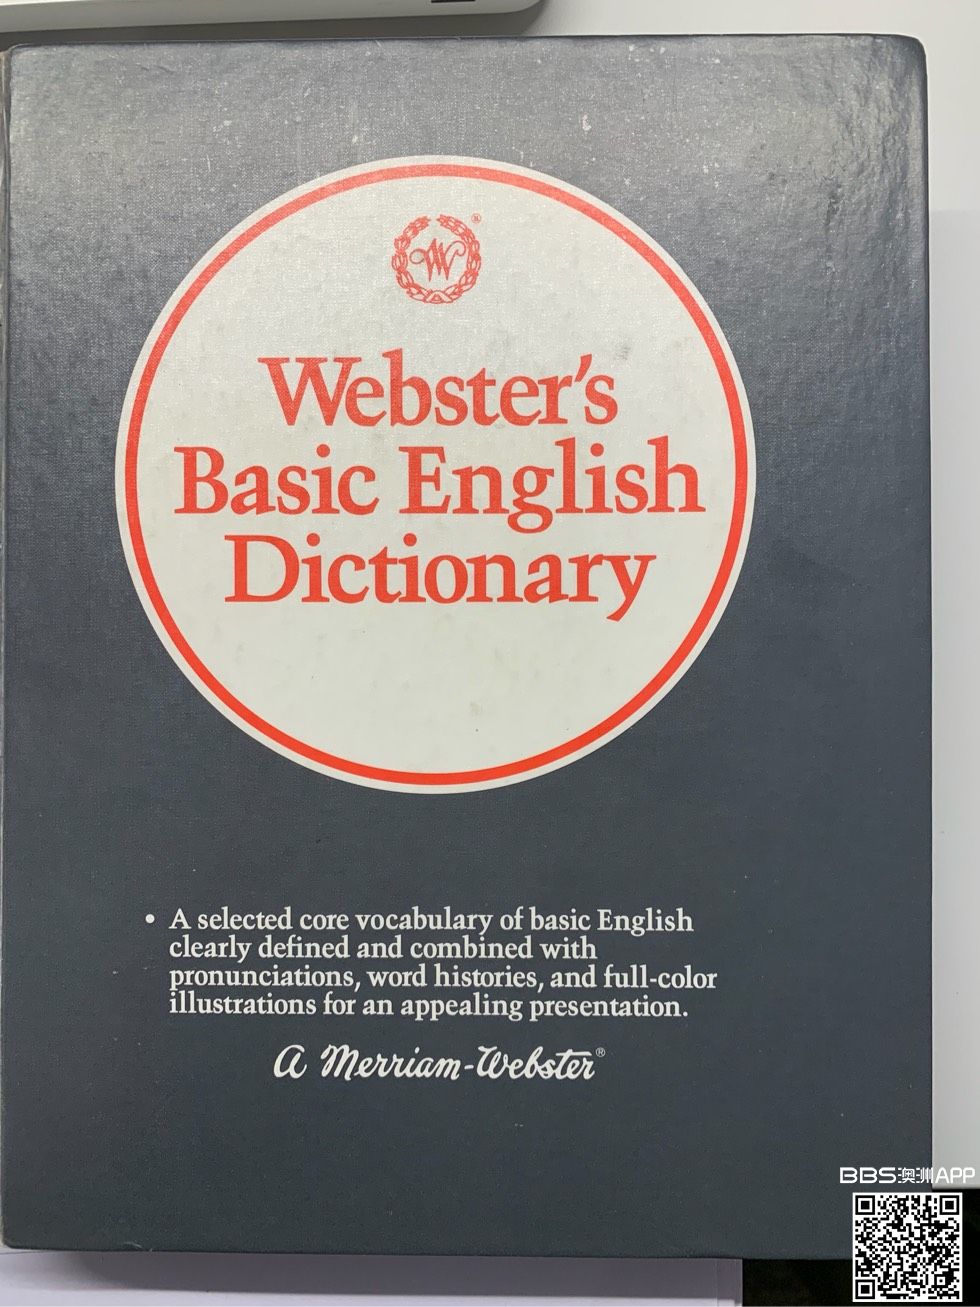 W
®
Webster's
Basic English
Dictionary
• A selected core vocabulary of basic English
clearly defined and combined with
pronunciations, word histories, and full-color
illustrations for an appealing presentation.
A Merriam-Webster®
BBS澳洲APP